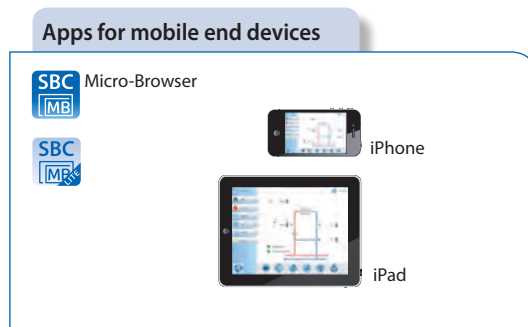 Apps for mobile end devices
SBC Micro-Browser
MB
iPhone
SBC
MB
LITE
iPad